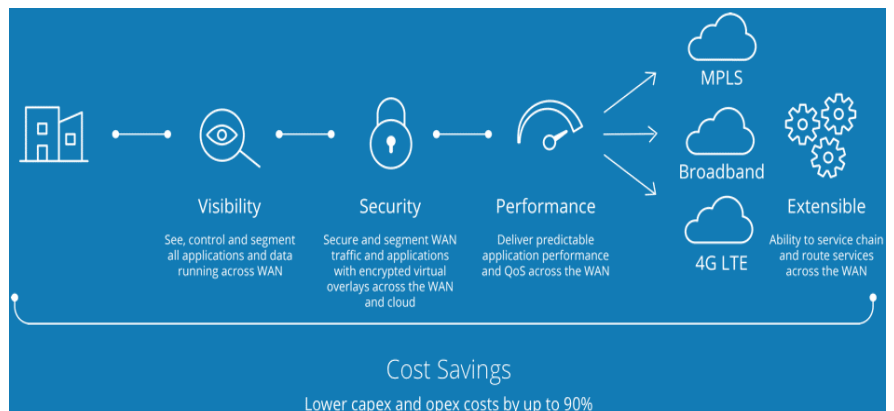 Visibility
See, control and segment
all applications and data
running across WAN
Security
Secure and segment WAN
traffic and applications
with encrypted virtual
overlays across the WAN
and cloud
Performance
Deliver predictable
application performance
and QoS across the WAN
MPLS
Broadband
4G LTE
Extensible
Ability to service chain
and route services
across the WAN
Cost Savings
Lower capex and opex costs by up to 90%